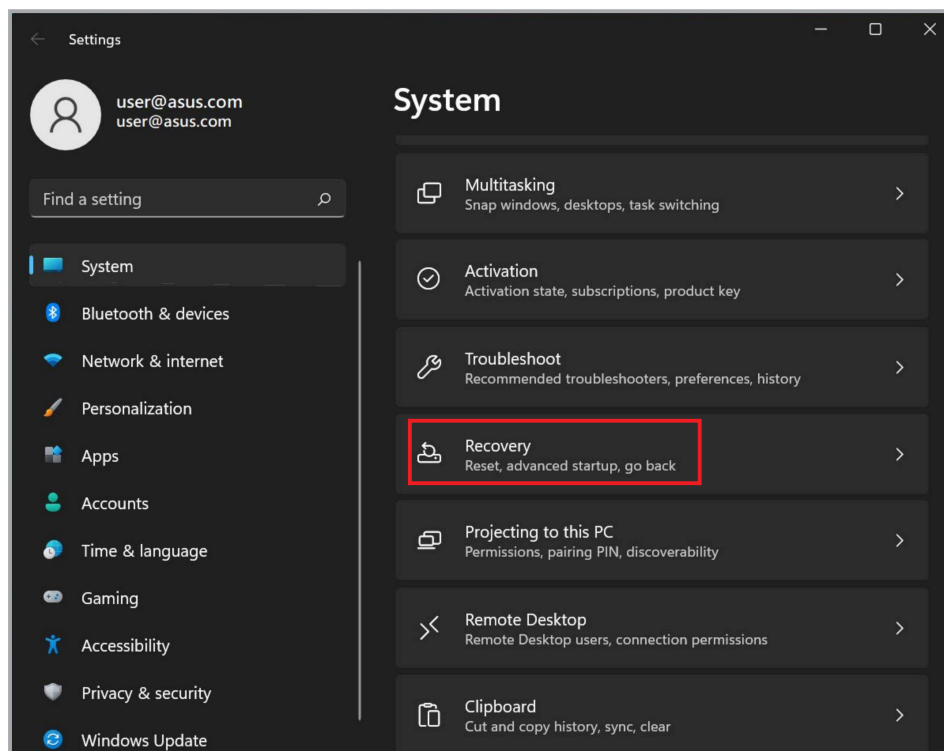 Settings
user@asus.com
user@asus.com
Find a setting
System
Bluetooth & devices
Network & internet
Personalization
Apps
Accounts
Time & language
Gaming
Accessibility
Privacy & security
Windows Update
System
Multitasking
Snap windows, desktops, task switching
Activation
Activation state, subscriptions, product key
Troubleshoot
Recommended troubleshooters, preferences, history
Recovery
Reset, advanced startup, go back
Projecting to this PC
Permissions, pairing PIN, discoverability
Remote Desktop
Remote Desktop users, connection permissions
Clipboard
Cut and copy history, sync, clear